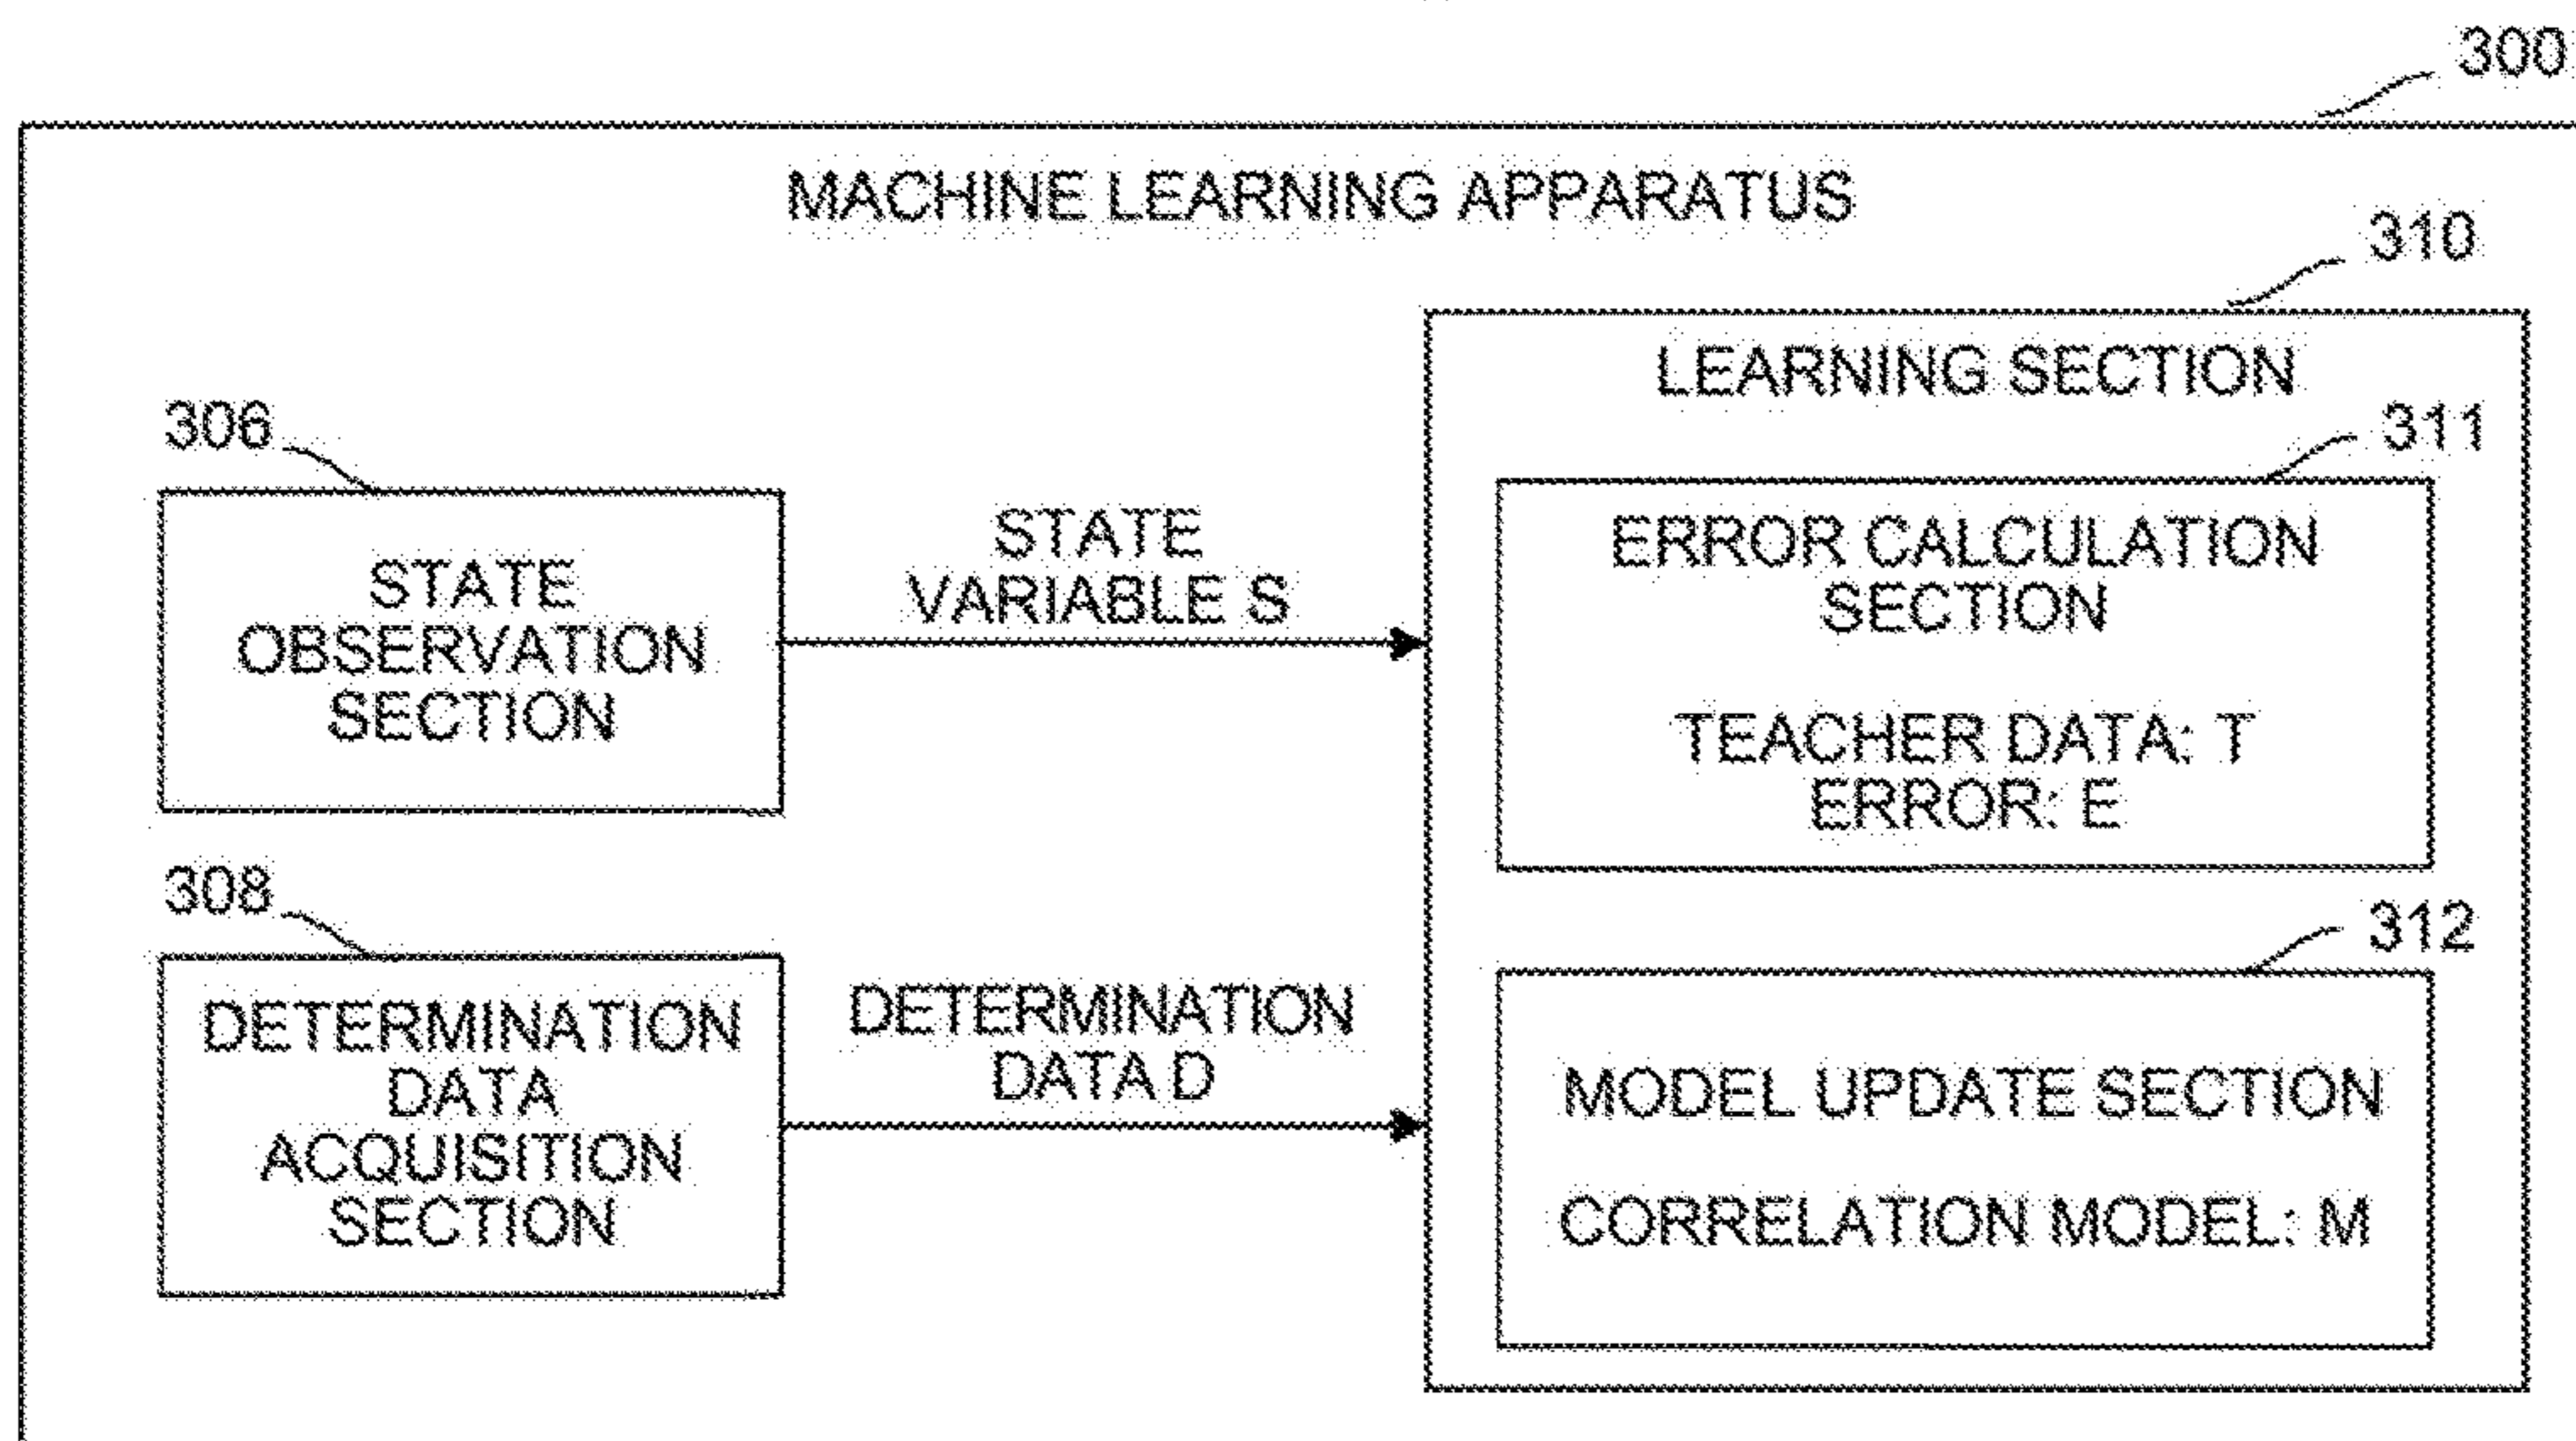 300
MACHINE LEARNING APPARATUS
310
LEARNING SECTION
306
311
STATE
OBSERVATION
SECTION
STATE
VARIABLE S
ERROR CALCULATION
SECTION
TEACHER DATA: T
ERROR: E
308
312
DETERMINATION
DATA
ACQUISITION
SECTION
DETERMINATION
DATA D
MODEL UPDATE SECTION
CORRELATION MODEL: M